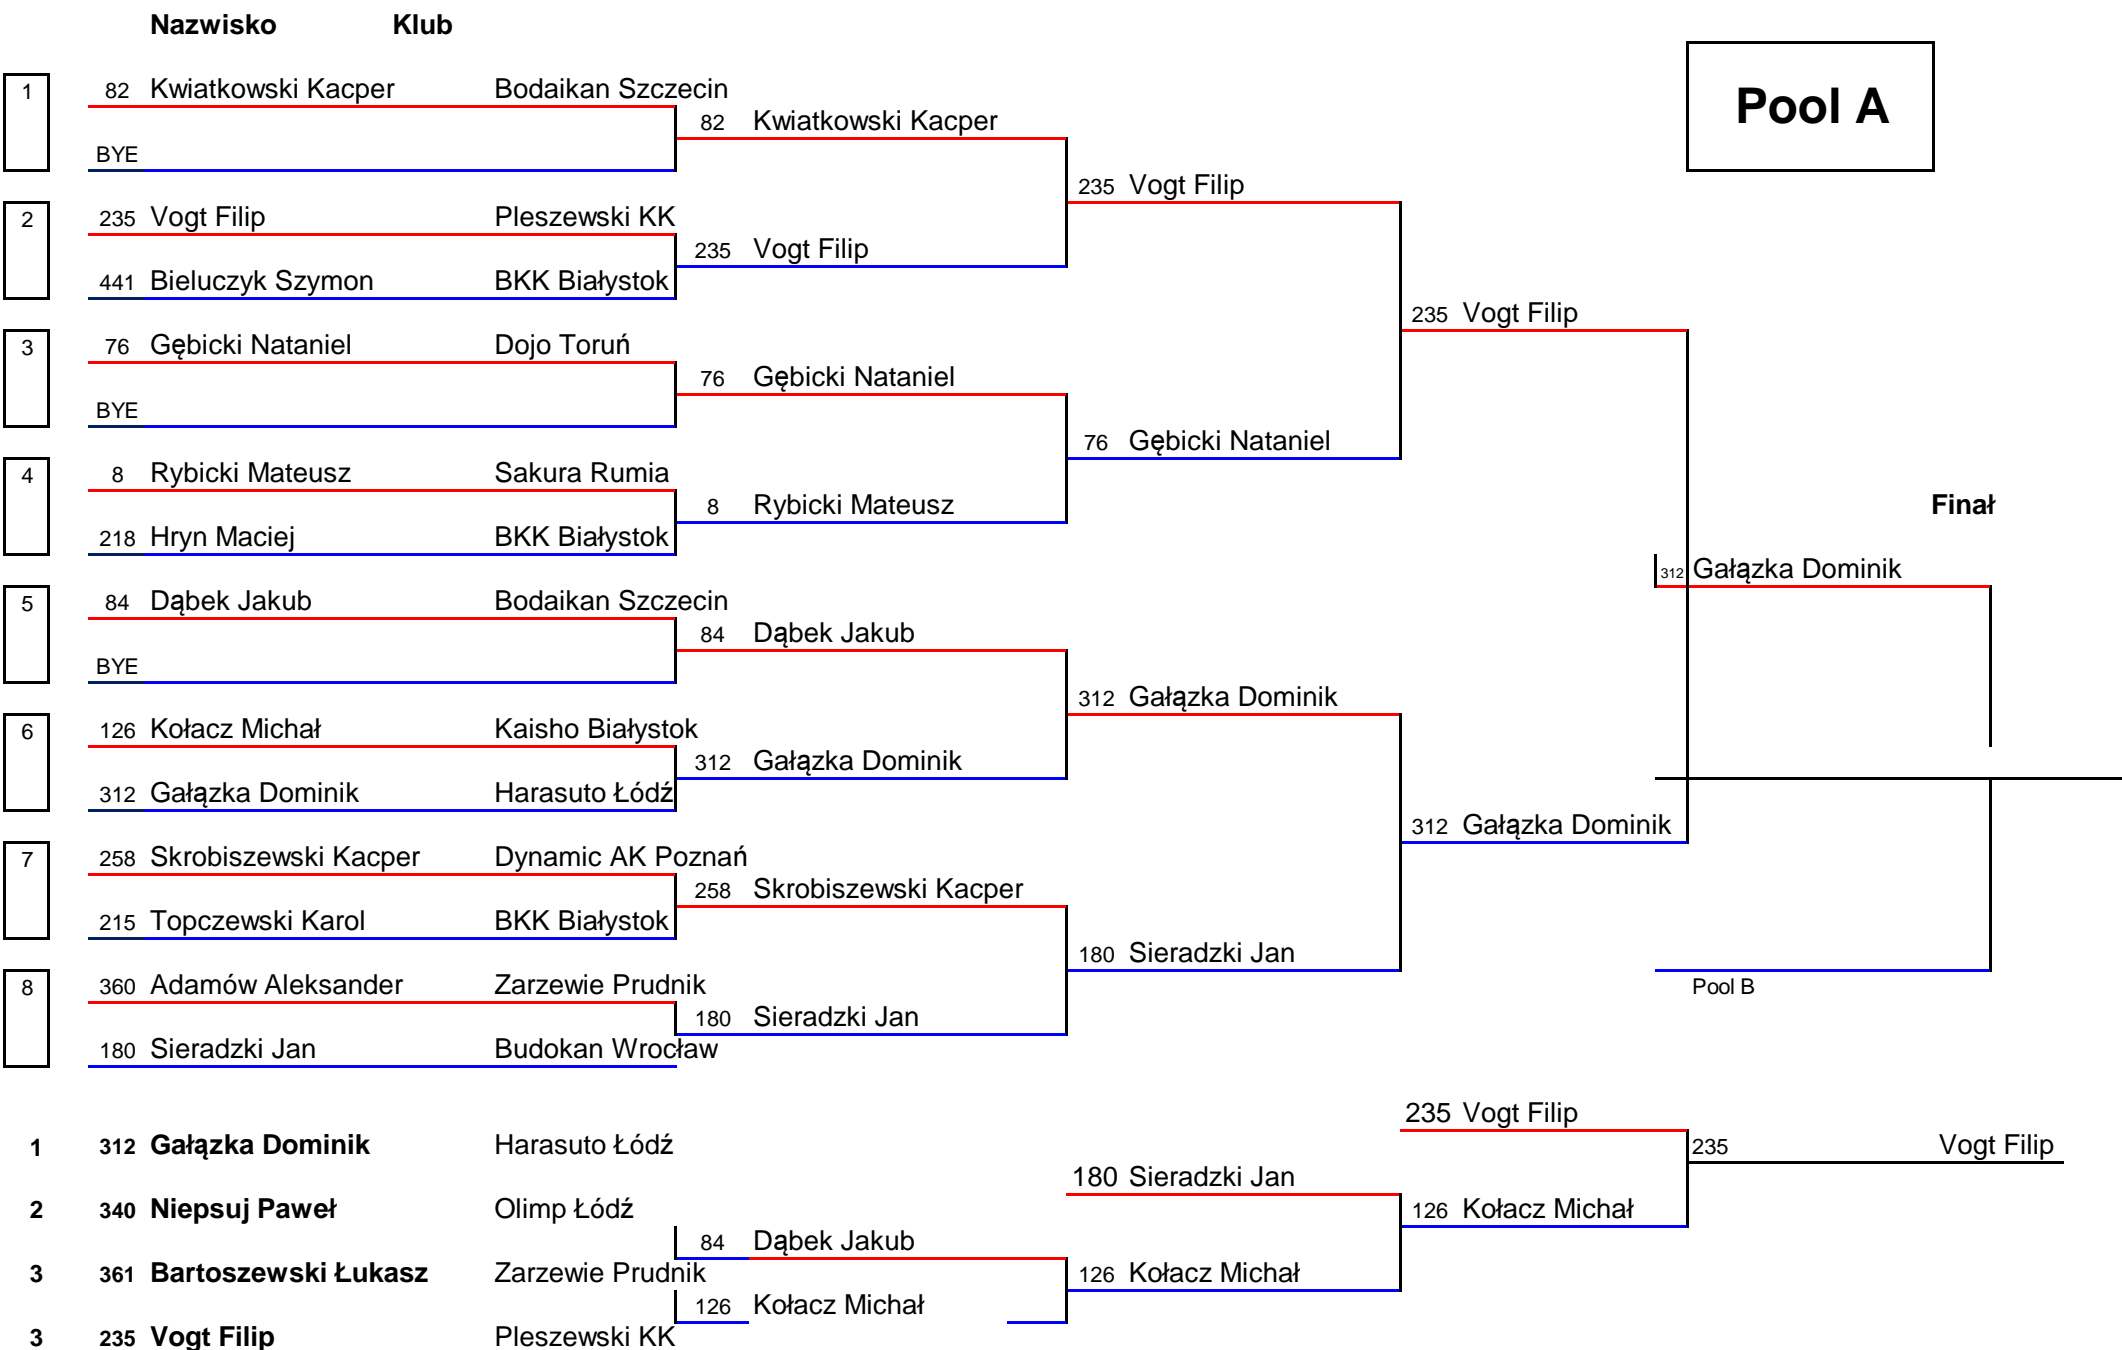 Nazwisko Klub
Pool A
1 82 Kwiatkowski Kacper Bodaikan Szczecin
82 Kwiatkowski Kacper
BYE
235 Vogt Filip
2 235 Vogt Filip Pleszewski KK
235 Vogt Filip
441 Bieluczyk Szymon BKK Białystok
235 Vogt Filip
3 76 Gębicki Nataniel Dojo Toruń
76 Gębicki Nataniel
BYE
76 Gębicki Nataniel
4 8 Rybicki Mateusz Sakura Rumia
8 Rybicki Mateusz
Finał
218 Hryn Maciej BKK Białystok
312 Gałązka Dominik
5 84 Dąbek Jakub Bodaikan Szczecin
84 Dąbek Jakub
BYE
312 Gałązka Dominik
6 126 Kołacz Michał Kaisho Białystok
312 Gałązka Dominik
312 Gałązka Dominik Harasuto Łódź
312 Gałązka Dominik
7 258 Skrobiszewski Kacper Dynamic AK Poznań
258 Skrobiszewski Kacper
215 Topczewski Karol BKK Białystok
180 Sieradzki Jan
8 360 Adamów Aleksander Zarzewie Prudnik
Pool B
180 Sieradzki Jan
180 Sieradzki Jan Budokan Wrocław
235 Vogt Filip
1 312 Gałązka Dominik Harasuto Łódź
235 Vogt Filip
180 Sieradzki Jan
2 340 Niepsuj Paweł Olimp Łódź
126 Kołacz Michał
84 Dąbek Jakub
3 361 Bartoszewski Łukasz Zarzewie Prudnik
126 Kołacz Michał
126 Kołacz Michał
3 235 Vogt Filip Pleszewski KK